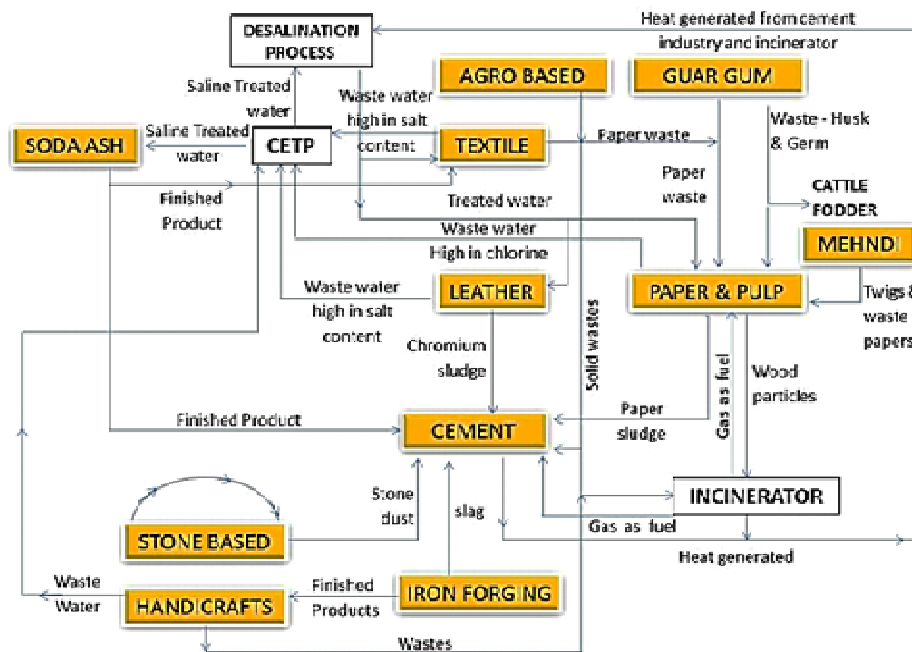 DESALINATION
PROCESS
Heat generated from cement
industry and incinerator
AGRO BASED
GUAR GUM
Saline Treated
water
Waste water
high in salt
content
SODA ASH
Saline Treated
water
CETP
TEXTILE
Paper waste
Waste - Husk
& Germ
Finished
Product
Paper
waste
CATTLE
FODDER
Treated water
Waste water
High in chlorine
MEHNDI
Waste water
high in salt
content
LEATHER
PAPER & PULP
Twigs &
waste
papers
Chromium
sludge
Solid wastes
Gas as fuel
Wood
particles
Finished Product
CEMENT
Paper
sludge
Stone
dust
slag
INCINERATOR
STONE BASED
Gas as fuel
Heat generated
Waste
Water
HANDICRAFTS
Finished
Products
IRON FORGING
Wastes